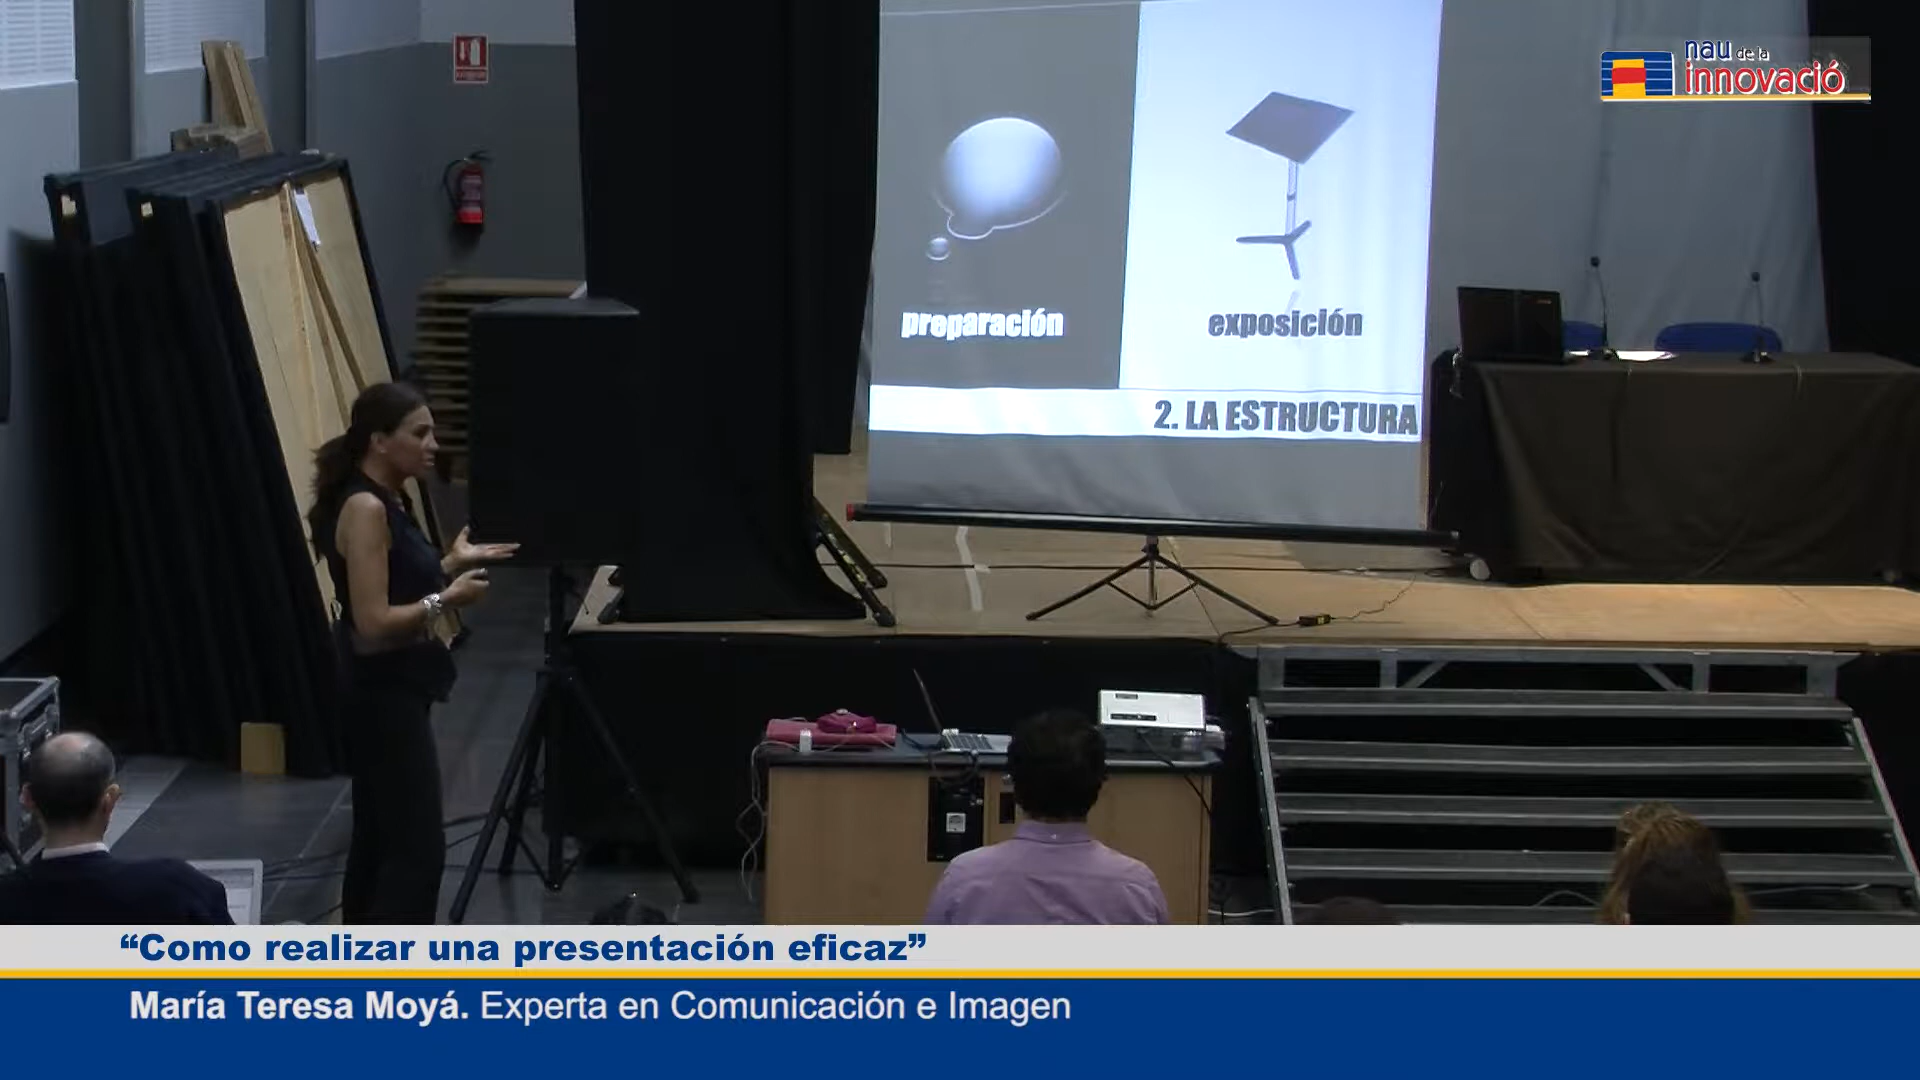 nau de la
innovació
preparación
exposición
2. LA ESTRUCTURA
“Como realizar una presentación eficaz”
María Teresa Moyá. Experta en Comunicación e Imagen